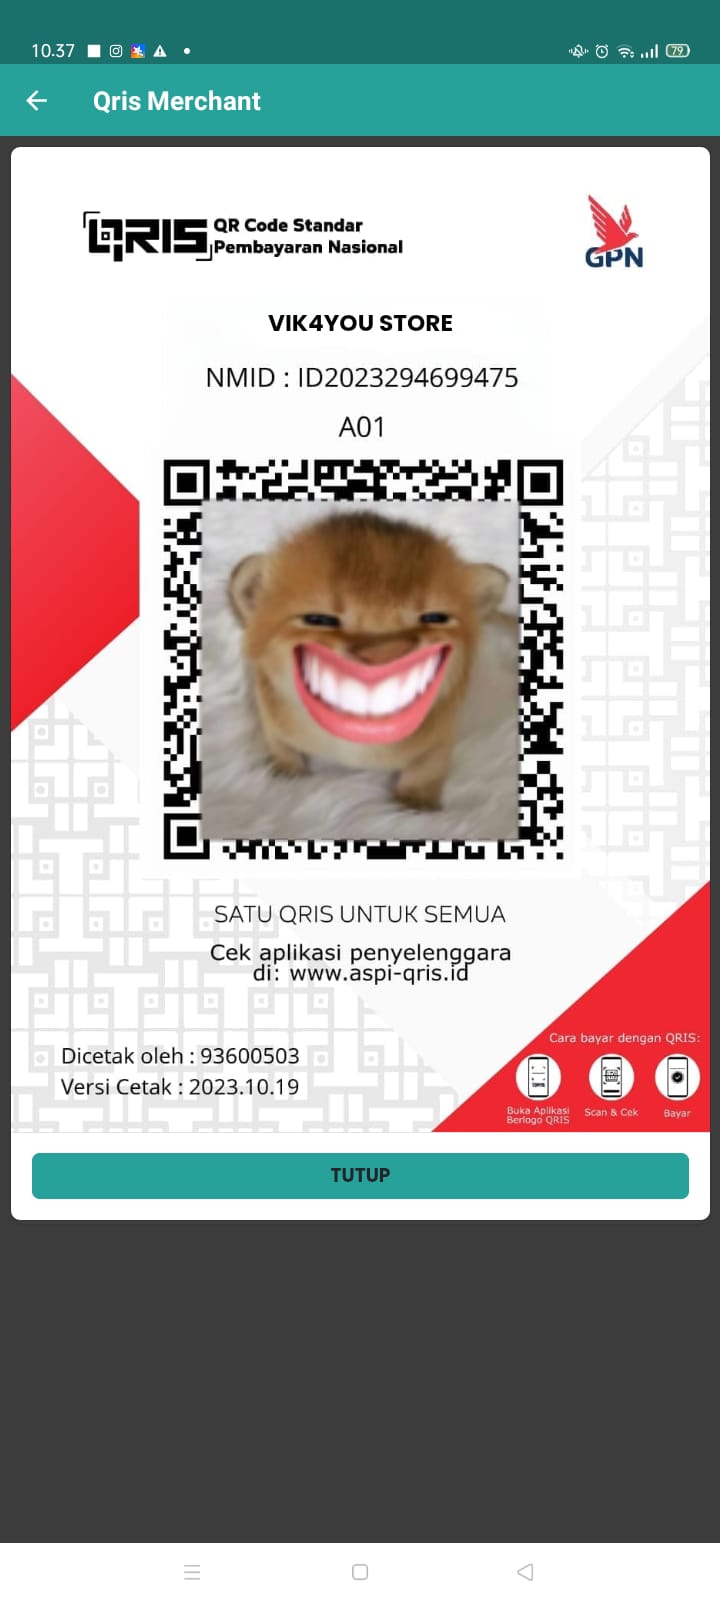 10.37
79
Qris Merchant
QRIS
QR Code Standar
Pembayaran Nasional
GPN
VIK4YOU STORE
NMID : ID2023294699475
A01
SATU QRIS UNTUK SEMUA
Cek aplikasi penyelenggara
di: www.aspi-qris.id
Dicetak oleh : 93600503
Versi Cetak : 2023.10.19
Cara bayar dengan QRIS:
Buka Aplikasi
Berlogo QRIS
Scan & Cek
Bayar
TUTUP